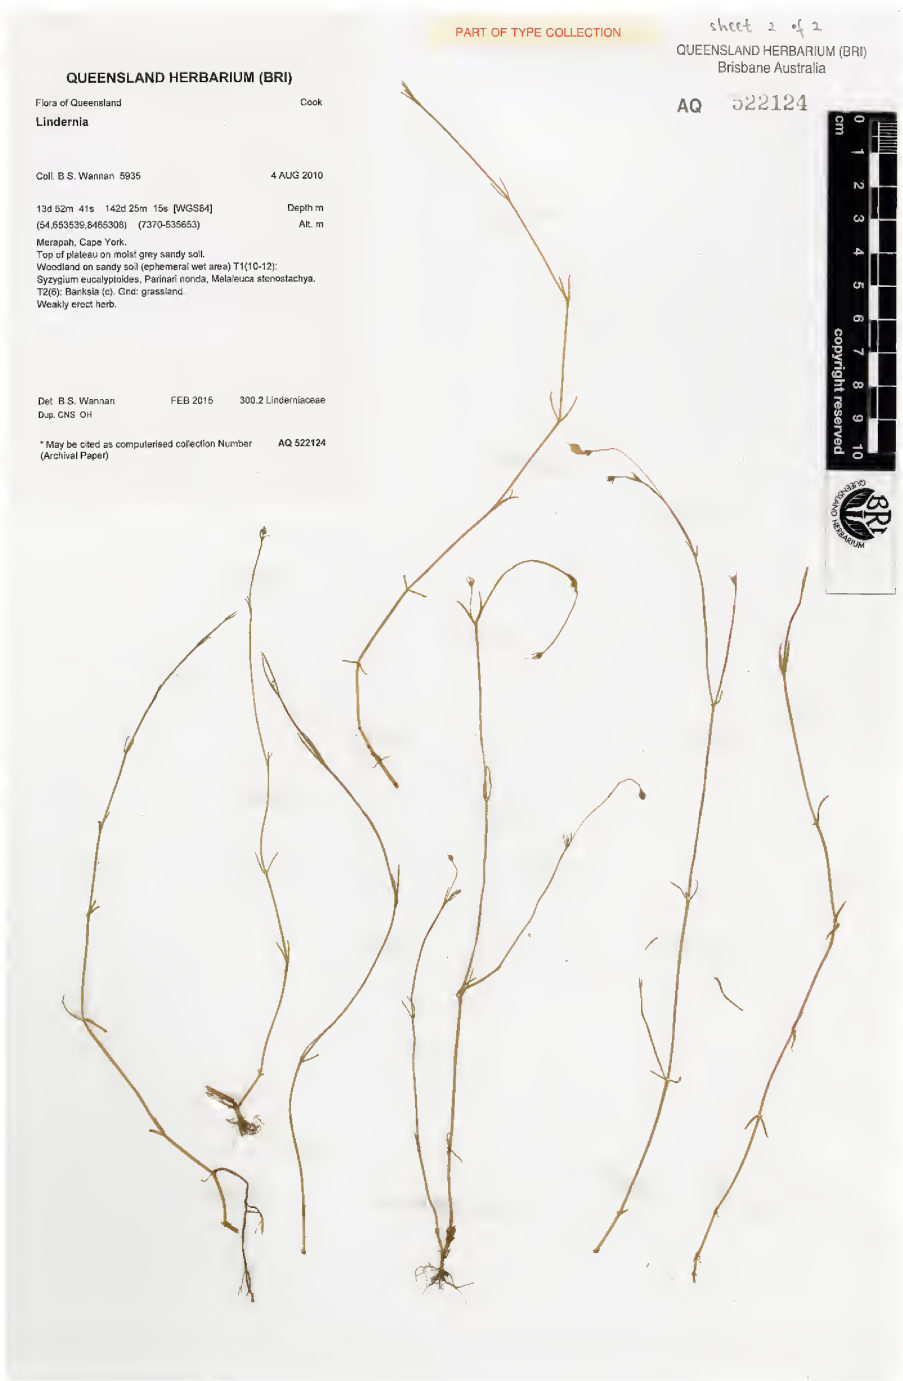 PART OF TYPE COLLECTION
sheet 2 of 2
QUEENSLAND HERBARIUM (BRI)
Brisbane Australia
AQ 522124
QUEENSLAND HERBARIUM (BRI)
Flora of Queensland Cook
Lindernia
Coll. B.S. Wannan 5935 4 AUG 2010
13d 52m 41s 142d 25m 15s [WGS84] Depth m
(54,653539,8465308) (7370-535653) Alt. m
Merapah, Cape York.
Top of plateau on moist grey sandy soil.
Woodland on sandy soil (ephemeral wet area) T1(10-12):
Syzygium eucalyptoides, Parinari nonda, Melaleuca stenostachya.
T2(6): Banksia (c). Gnd: grassland.
Weakly erect herb.
Det. B.S. Wannan FEB 2015 300.2 Linderniaceae
Dup. CNS OH
* May be cited as computerised collection Number AQ 522124
(Archival Paper)
cm 0 1 2 3 4 5 6 7 8 9 10
copyright reserved
BRI
QUEENSLAND HERBARIUM